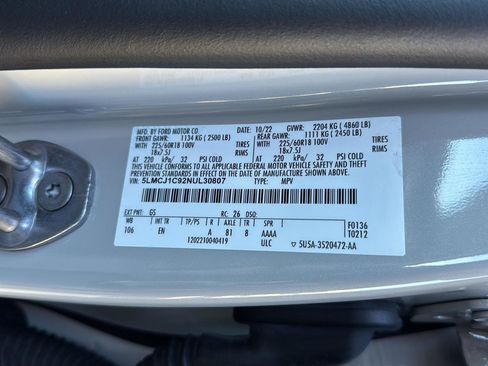 MFD. BY FORD MOTOR CO.
DATE: 10/22 GVWR: 2204 KG ( 4860 LB)
FRONT GAWR: 1134 KG ( 2500 LB) REAR GAWR: 1111 KG ( 2450 LB)
WITH 225/60R18 100V TIRES WITH 225/60R18 100V TIRES
18x7.5J RIMS 18x7.5J RIMS
AT 220 kPa/ 32 PSI COLD AT 220 kPa/ 32 PSI COLD
THIS VEHICLE CONFORMS TO ALL APPLICABLE FEDERAL MOTOR VEHICLE
SAFETY AND THEFT PREVENTION STANDARDS IN EFFECT ON THE DATE OF
MANUFACTURE SHOWN ABOVE.
VIN: 5LMCJ1C92NUL30807
TYPE: MPV
EXT PNT: GS RC: 26 DSO: F0136
WB INT TR TP/PS R AXLE TR SPR T0212
106 EN A 81 8 AAAA
1202210040419 ULC ▽ 5U5A-3520472-AA